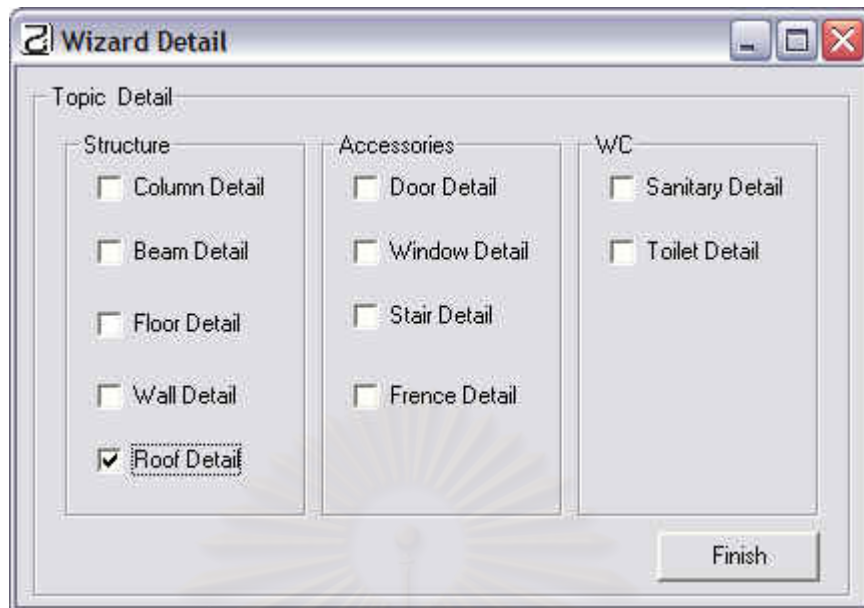 Wizard Detail
Topic Detail
Structure
Column Detail
Beam Detail
Floor Detail
Wall Detail
Roof Detail
Accessories
Door Detail
Window Detail
Stair Detail
Frence Detail
WC
Sanitary Detail
Toilet Detail
Finish